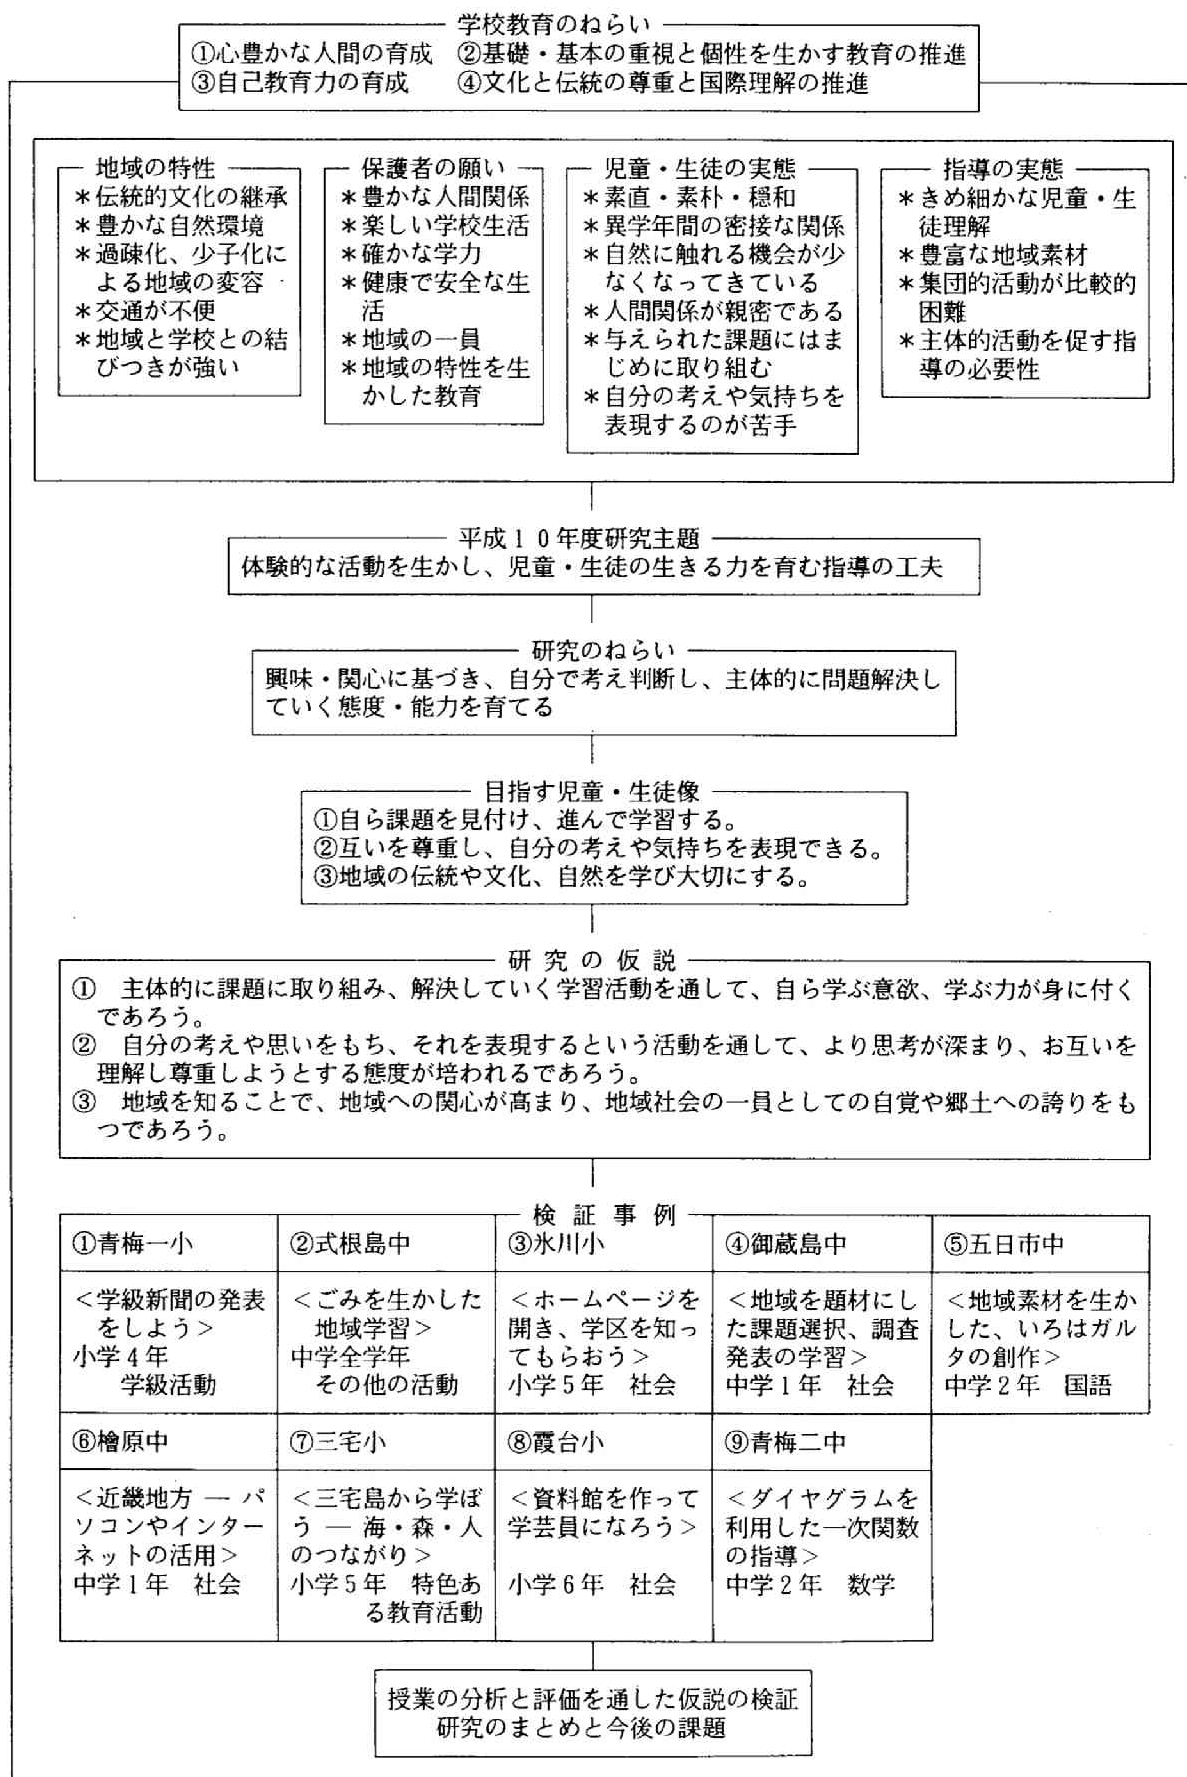 学校教育のねらい
①心豊かな人間の育成　②基礎・基本の重視と個性を生かす教育の推進
③自己教育力の育成　　④文化と伝統の尊重と国際理解の推進
地域の特性
＊伝統的文化の継承
＊豊かな自然環境
＊過疎化、少子化に
よる地域の変容
＊交通が不便
＊地域と学校との結
びつきが強い
保護者の願い
＊豊かな人間関係
＊楽しい学校生活
＊確かな学力
＊健康で安全な生
活
＊地域の一員
＊地域の特性を生
かした教育
児童・生徒の実態
＊素直・素朴・穏和
＊異学年間の密接な関係
＊自然に触れる機会が少
なくなってきている
＊人間関係が親密である
＊与えられた課題にはま
じめに取り組む
＊自分の考えや気持ちを
表現するのが苦手
指導の実態
＊きめ細かな児童・生
徒理解
＊豊富な地域素材
＊集団的活動が比較的
困難
＊主体的活動を促す指
導の必要性
平成１０年度研究主題
体験的な活動を生かし、児童・生徒の生きる力を育む指導の工夫
研究のねらい
興味・関心に基づき、自分で考え判断し、主体的に問題解決し
ていく態度・能力を育てる
目指す児童・生徒像
①自ら課題を見付け、進んで学習する。
②互いを尊重し、自分の考えや気持ちを表現できる。
③地域の伝統や文化、自然を学び大切にする。
研究の仮説
①　主体的に課題に取り組み、解決していく学習活動を通して、自ら学ぶ意欲、学ぶ力が身に付く
であろう。
②　自分の考えや思いをもち、それを表現するという活動を通して、より思考が深まり、お互いを
理解し尊重しようとする態度が培われるであろう。
③　地域を知ることで、地域への関心が高まり、地域社会の一員としての自覚や郷土への誇りをも
つであろう。
検証事例
①青梅一小
＜学級新聞の発表
をしよう＞
小学４年
学級活動
②式根島中
＜ごみを生かした
地域学習＞
中学全学年
その他の活動
③氷川小
＜ホームページを
開き、学区を知っ
てもらおう＞
小学５年　社会
④御蔵島中
＜地域を題材にし
た課題選択、調査
発表の学習＞
中学１年　社会
⑤五日市中
＜地域素材を生か
した、いろはガル
タの創作＞
中学２年　国語
⑥檜原中
＜近畿地方 ― パ
ソコンやインター
ネットの活用＞
中学１年　社会
⑦三宅小
＜三宅島から学ぼ
う ― 海・森・人
のつながり＞
小学５年　特色あ
る教育活動
⑧霞台小
＜資料館を作って
学芸員になろう＞
小学６年　社会
⑨青梅二中
＜ダイヤグラムを
利用した一次関数
の指導＞
中学２年　数学
授業の分析と評価を通した仮説の検証
研究のまとめと今後の課題